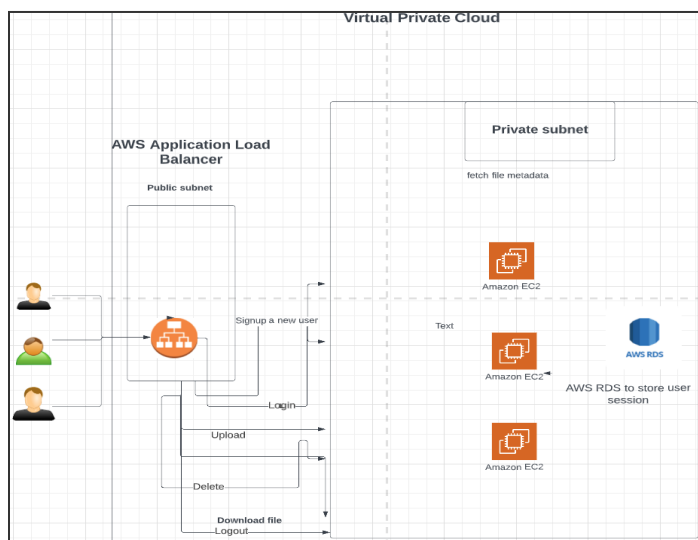 Virtual Private Cloud
AWS Application Load
Balancer
Public subnet
Private subnet
fetch file metadata
Amazon EC2
Signup a new user
Text
Amazon EC2
AWS RDS
AWS RDS to store user
session
Login
Upload
Amazon EC2
Delete
Download file
Logout